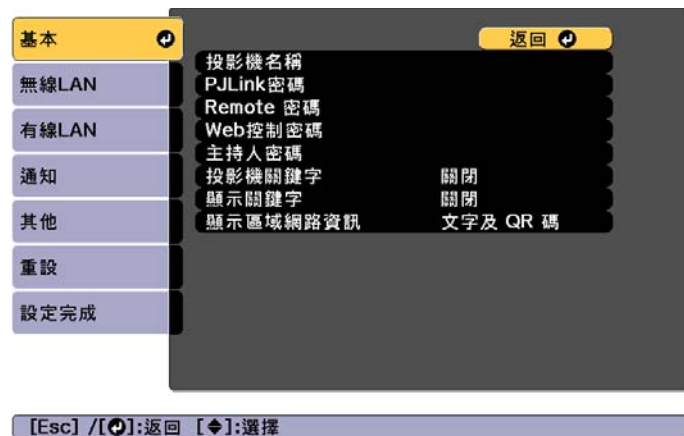 基本
無線LAN
有線LAN
通知
其他
重設
設定完成
返回
投影機名稱
PJLink密碼
Remote 密碼
Web控制密碼
主持人密碼
投影機關鍵字 關閉
顯示關鍵字 關閉
顯示區域網路資訊 文字及 QR 碼
[Esc] /[⏎]:返回 [◆]:選擇